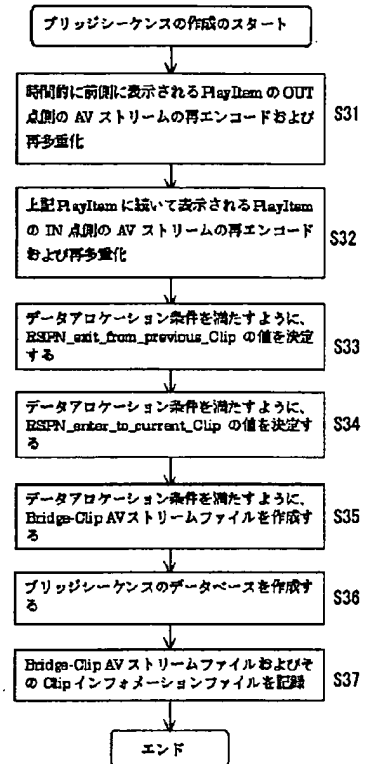 ブリッジシーケンスの作成のスタート
時間的に前側に表示されるPlayItemのOUT
点側のAVストリームの再エンコードおよび
再多重化
S31
上記PlayItemに続いて表示されるPlayItem
のIN点側のAVストリームの再エンコード
および再多重化
S32
データアロケーション条件を満たすように、
RSPN_exit_from_previous_Clipの値を決定
する
S33
データアロケーション条件を満たすように、
RSPN_enter_to_current_Clipの値を決定す
る
S34
データアロケーション条件を満たすように、
Bridge-Clip AVストリームファイルを作成す
る
S35
ブリッジシーケンスのデータベースを作成す
る
S36
Bridge-Clip AVストリームファイルおよびそ
のClipインフォメーションファイルを記録
S37
エンド